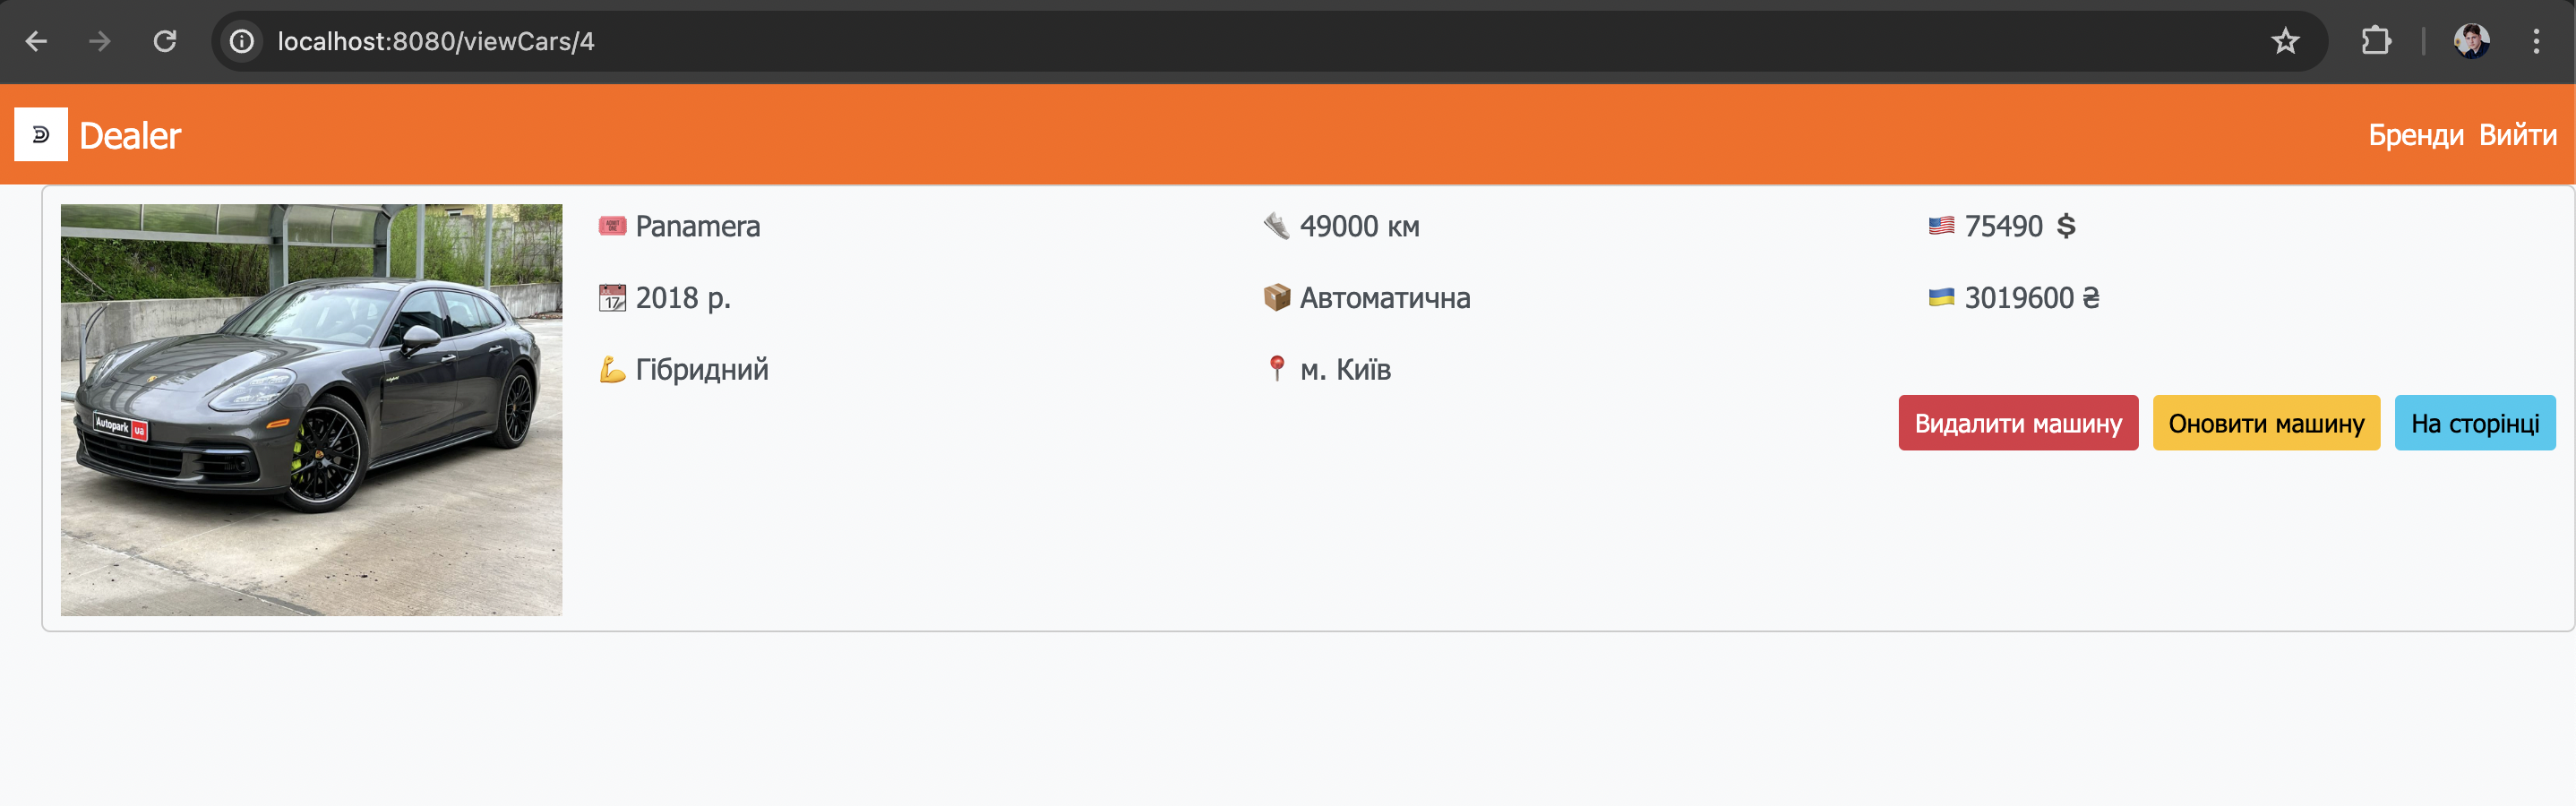 localhost:8080/viewCars/4
Dealer
Бренди Вийти
Panamera
49000 км
75490 $
2018 р.
Автоматична
3019600 ₴
Гібридний
м. Київ
Видалити машину
Оновити машину
На сторінці
Autopark ua